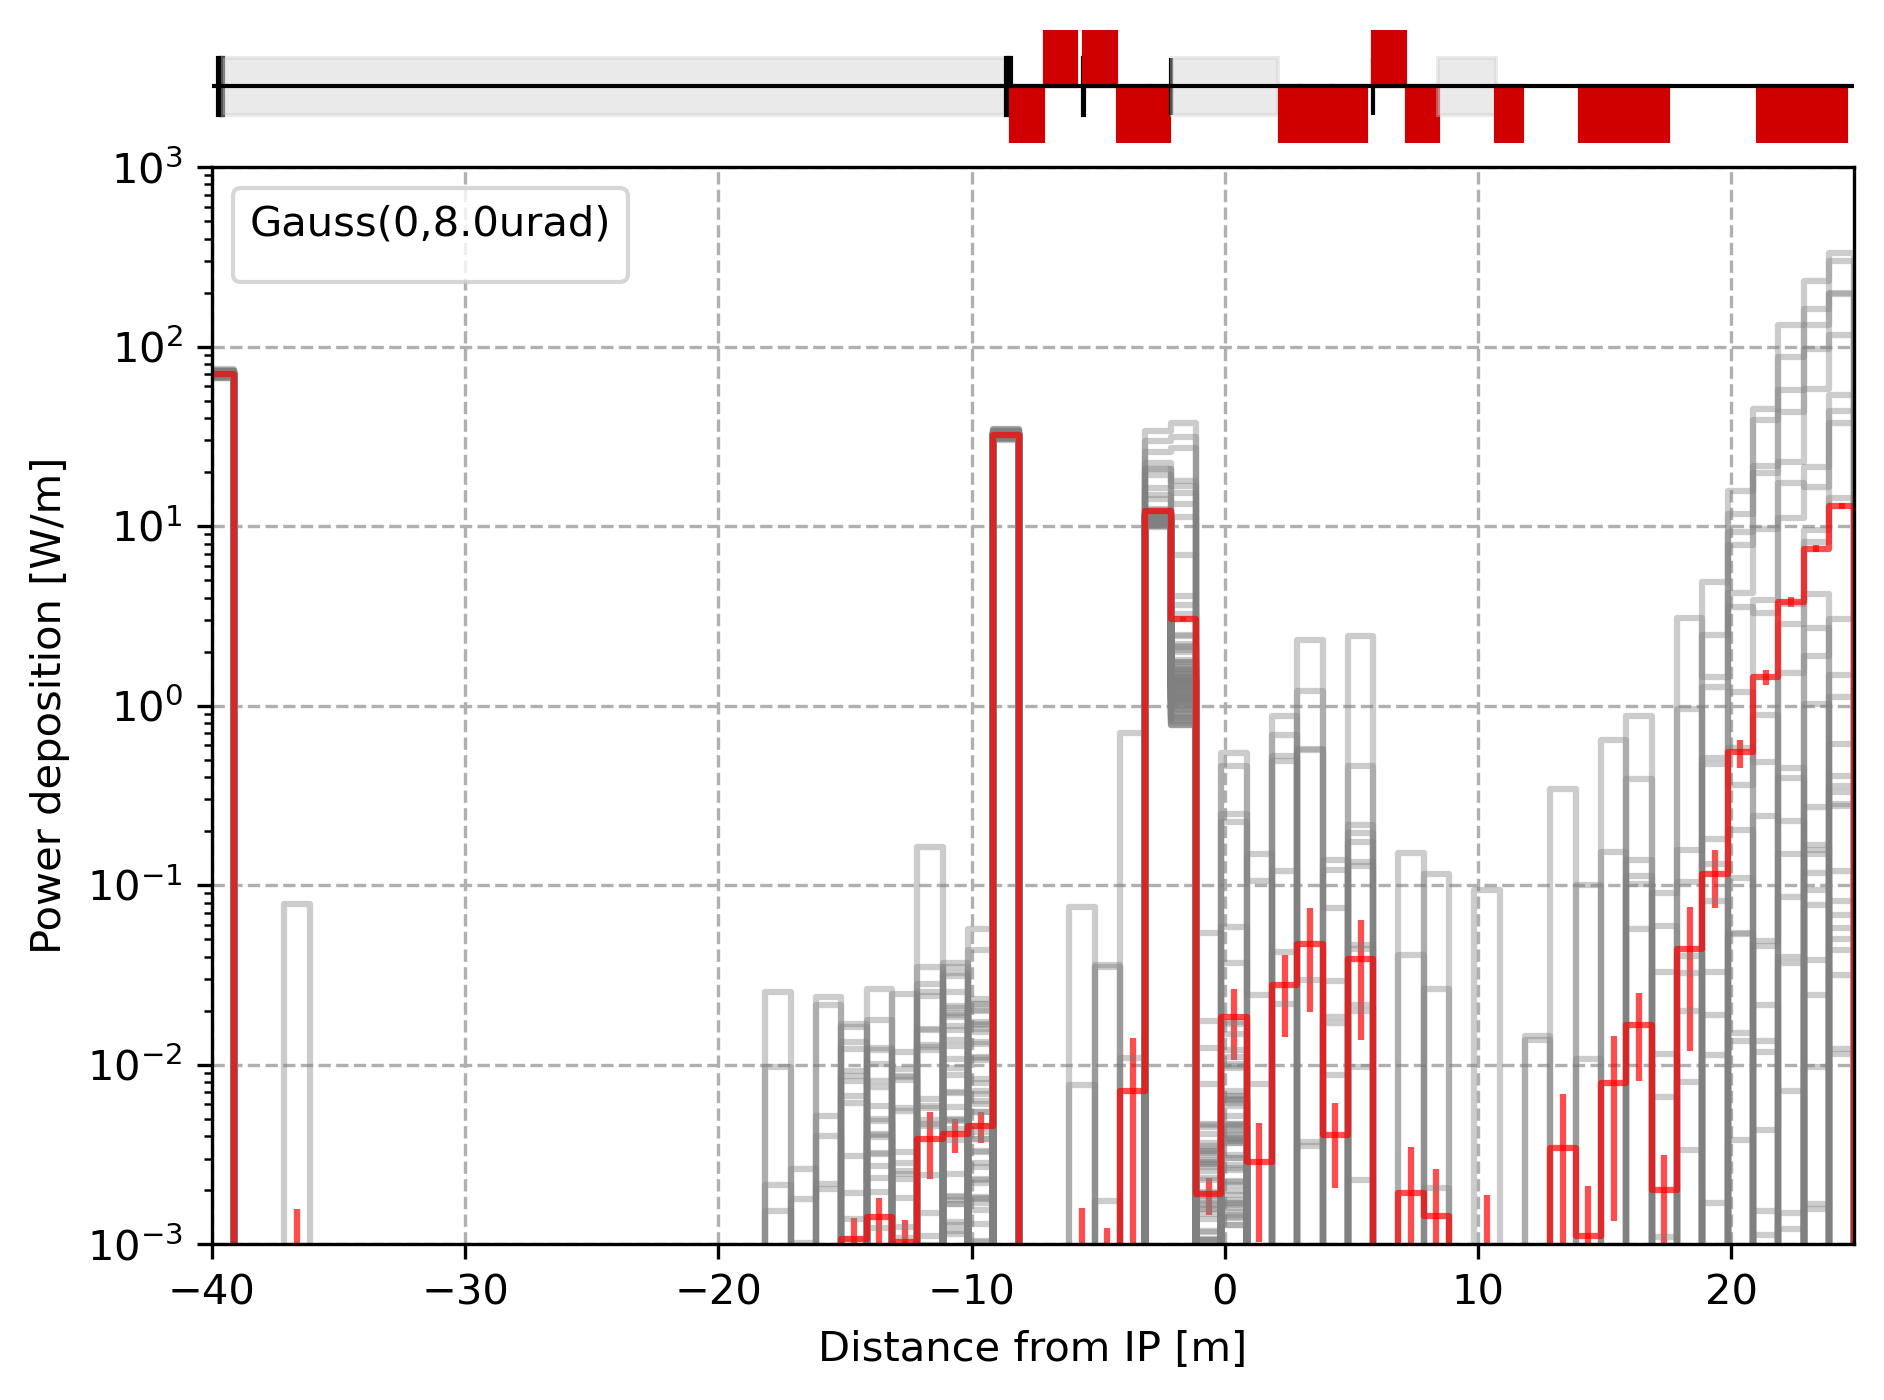 10³
Gauss(0,8.0urad)
10²
10¹
10⁰
10⁻¹
10⁻²
10⁻³
Power deposition [W/m]
−40 −30 −20 −10 0 10 20
Distance from IP [m]